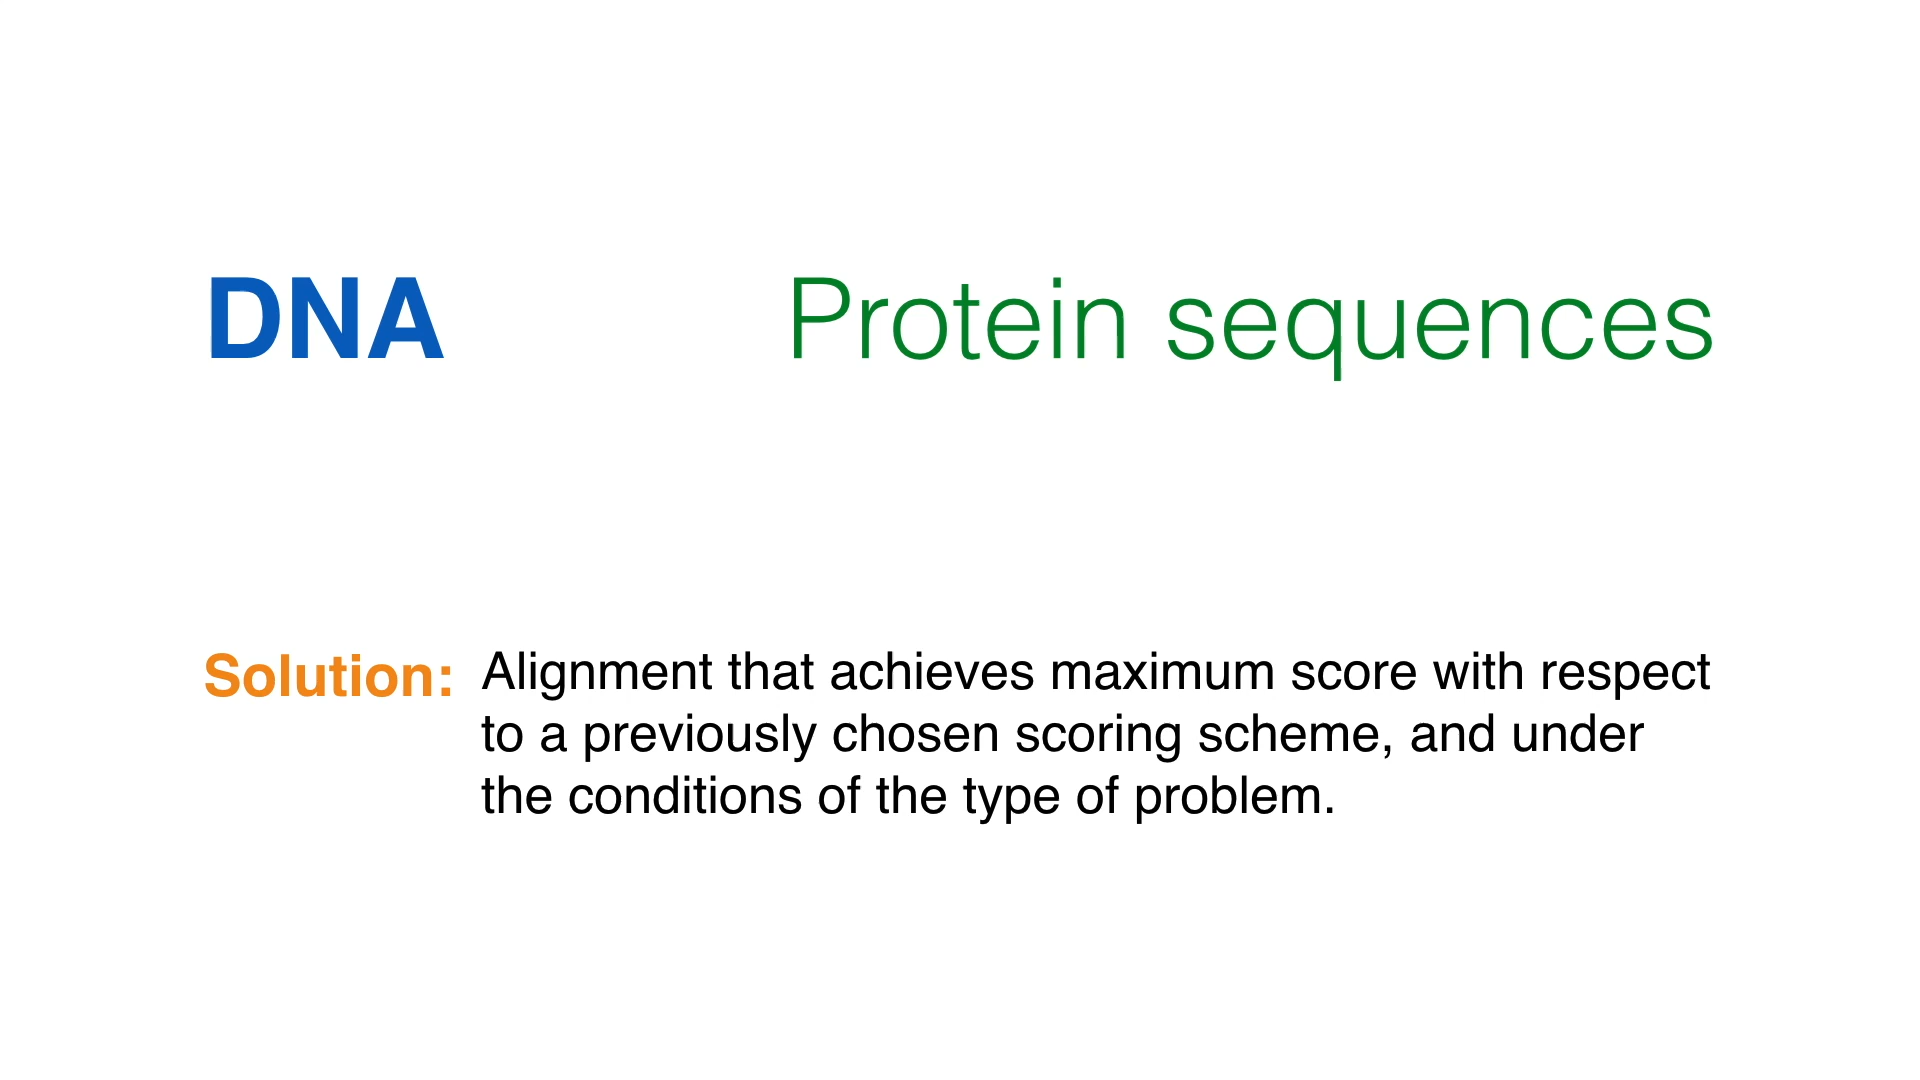 DNA Protein sequences
Solution: Alignment that achieves maximum score with respect
to a previously chosen scoring scheme, and under
the conditions of the type of problem.